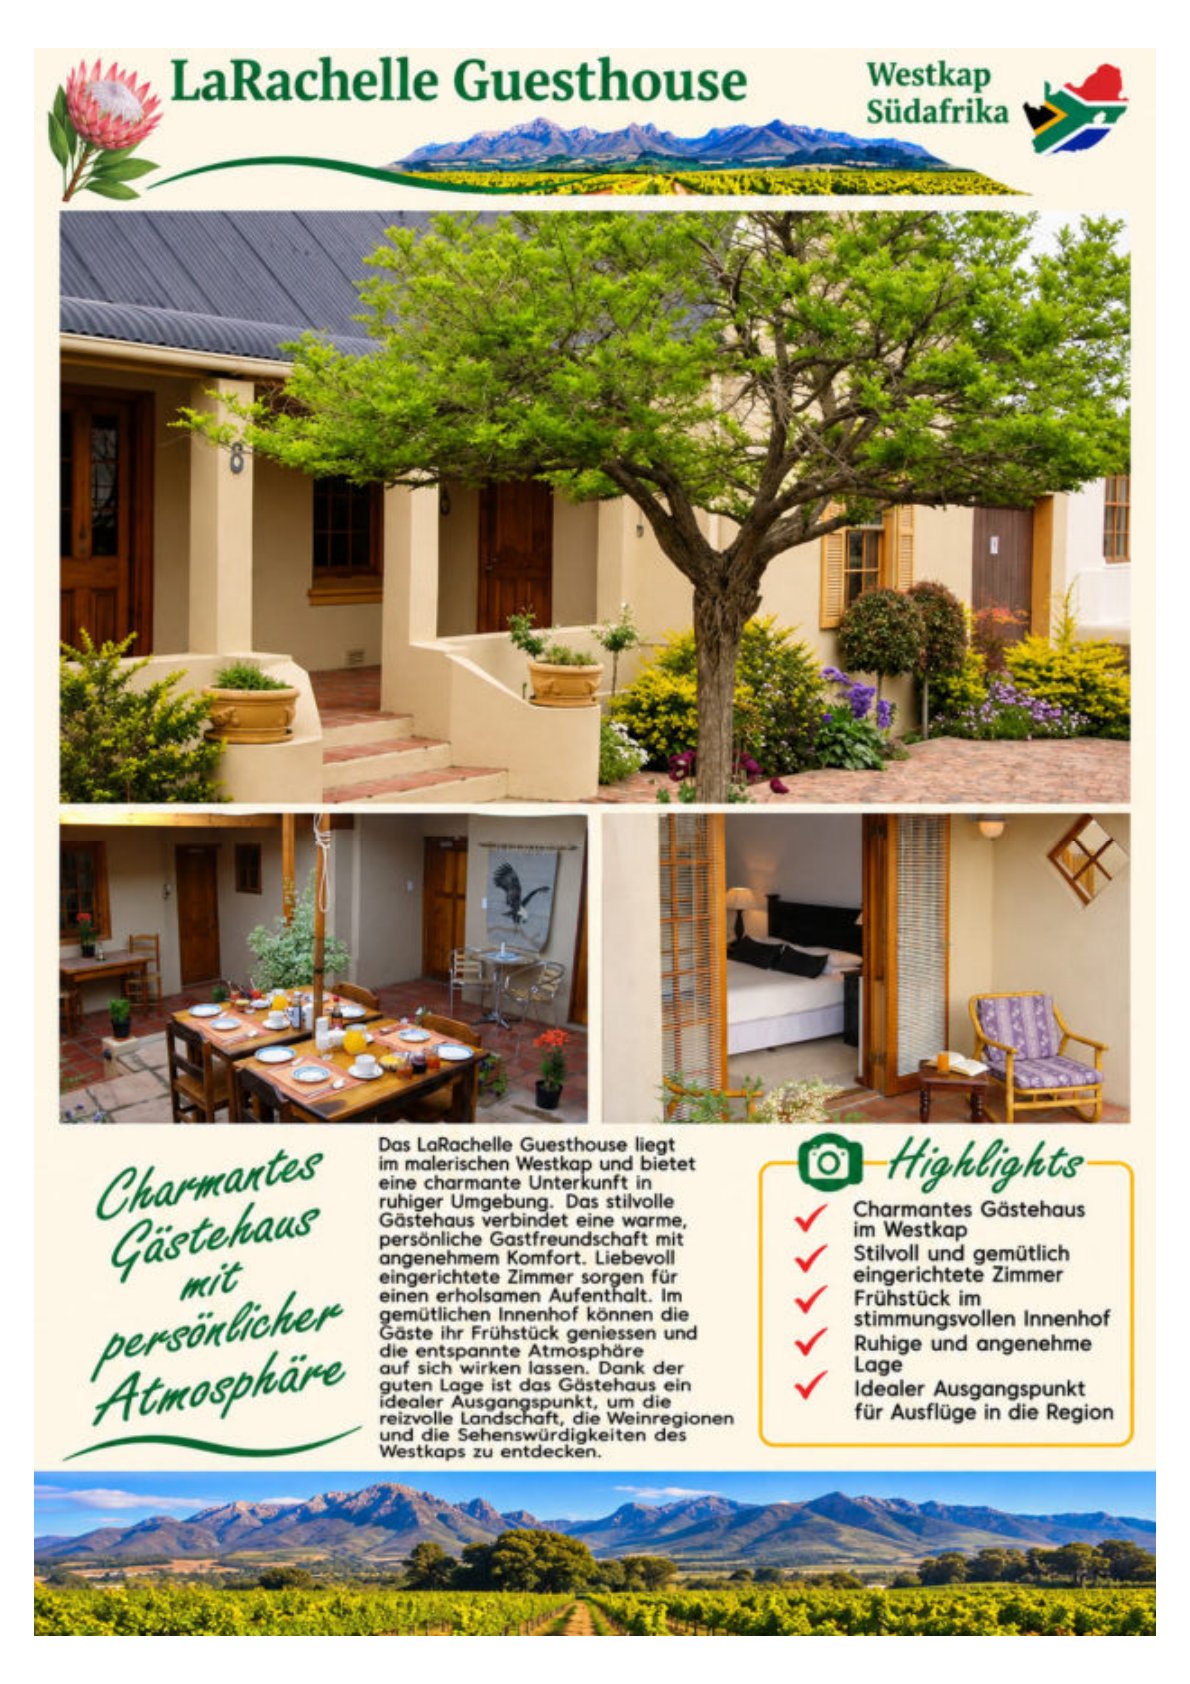 LaRachelle Guesthouse
Westkap
Südafrika
8
Charmantes
Gästehaus
mit
persönlicher
Atmosphäre
Das LaRachelle Guesthouse liegt
im malerischen Westkap und bietet
eine charmante Unterkunft in
ruhiger Umgebung. Das stilvolle
Gästehaus verbindet eine warme,
persönliche Gastfreundschaft mit
angenehmem Komfort. Liebevoll
eingerichtete Zimmer sorgen für
einen erholsamen Aufenthalt. Im
gemütlichen Innenhof können die
Gäste ihr Frühstück geniessen und
die entspannte Atmosphäre
auf sich wirken lassen. Dank der
guten Lage ist das Gästehaus ein
idealer Ausgangspunkt, um die
reizvolle Landschaft, die Weinregionen
und die Sehenswürdigkeiten des
Westkaps zu entdecken.
Highlights
Charmantes Gästehaus
im Westkap
Stilvoll und gemütlich
eingerichtete Zimmer
Frühstück im
stimmungsvollen Innenhof
Ruhige und angenehme
Lage
Idealer Ausgangspunkt
für Ausflüge in die Region